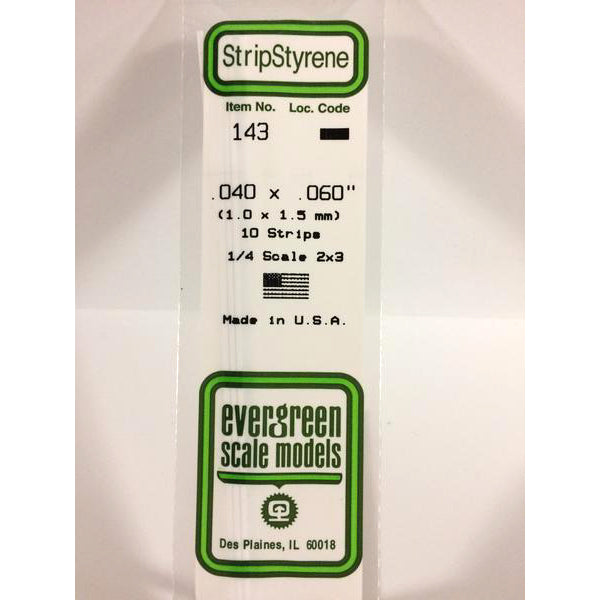 StripStyrene
Item No. Loc. Code
143
.040 x .060"
(1.0 x 1.5 mm)
10 Strips
1/4 Scale 2x3
Made in U.S.A.
evergreen
scale models
Des Plaines, IL 60018